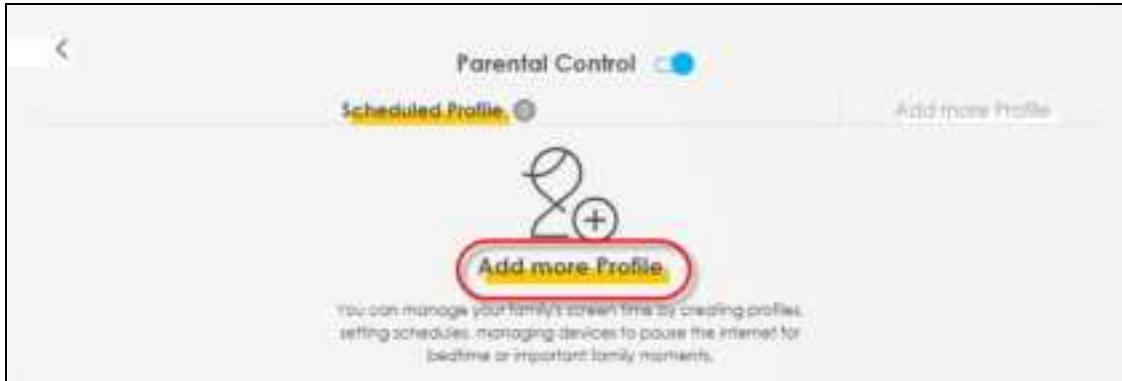 Parental Control
Scheduled Profile
Add more Profile
Add more Profile
You can manage your family's screen time by creating profiles,
setting schedules, managing devices to pause the internet for
bedtime or important family moments.